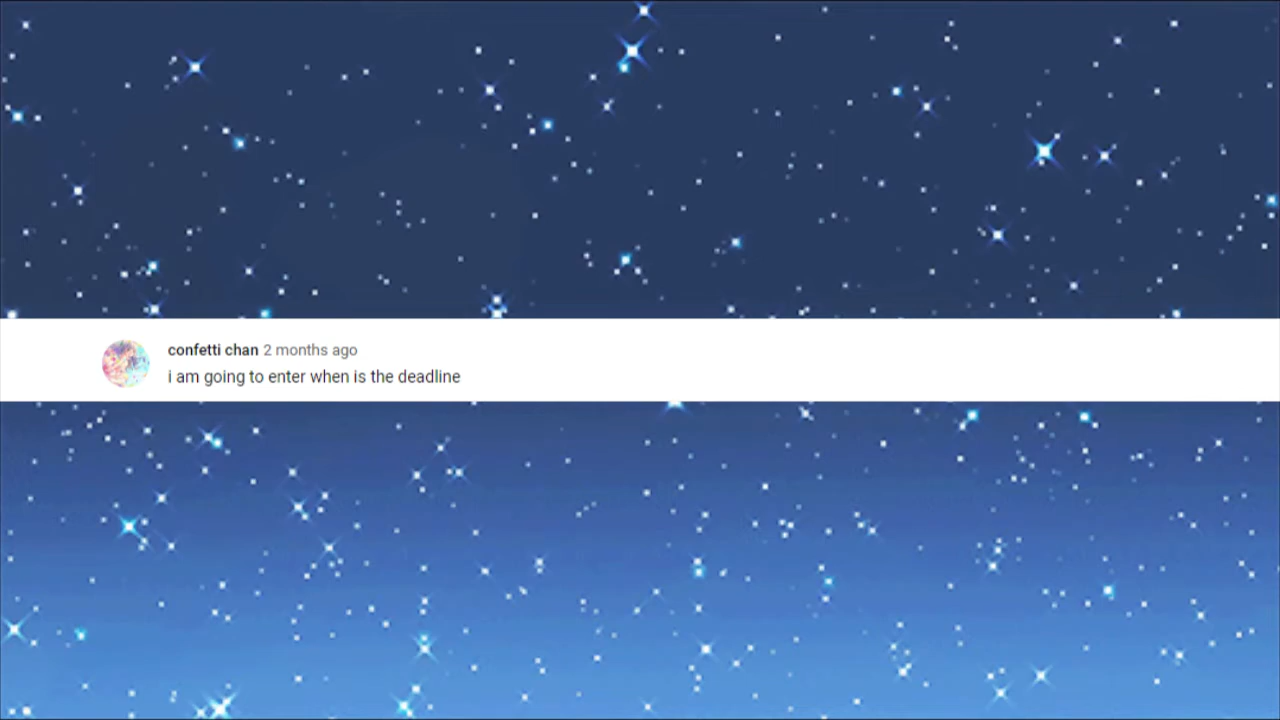 confetti chan 2 months ago
i am going to enter when is the deadline